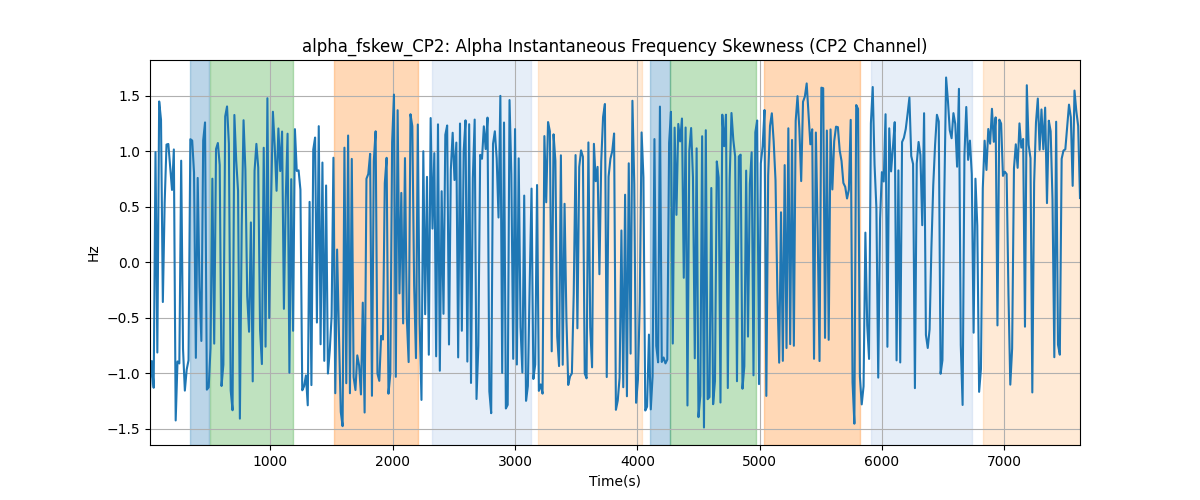 alpha_fskew_CP2: Alpha Instantaneous Frequency Skewness (CP2 Channel)
1.5
1.0
0.5
0.0
−0.5
−1.0
−1.5
Hz
1000 2000 3000 4000 5000 6000 7000
Time(s)